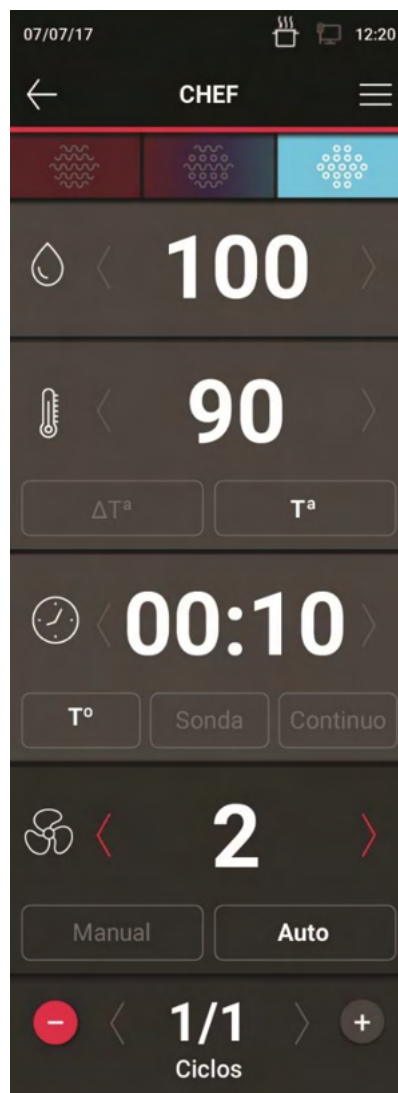 07/07/17 12:20
CHEF
100
90
ΔTª Tª
00:10
Tº Sonda Continuo
2
Manual Auto
− 1/1 +
Ciclos